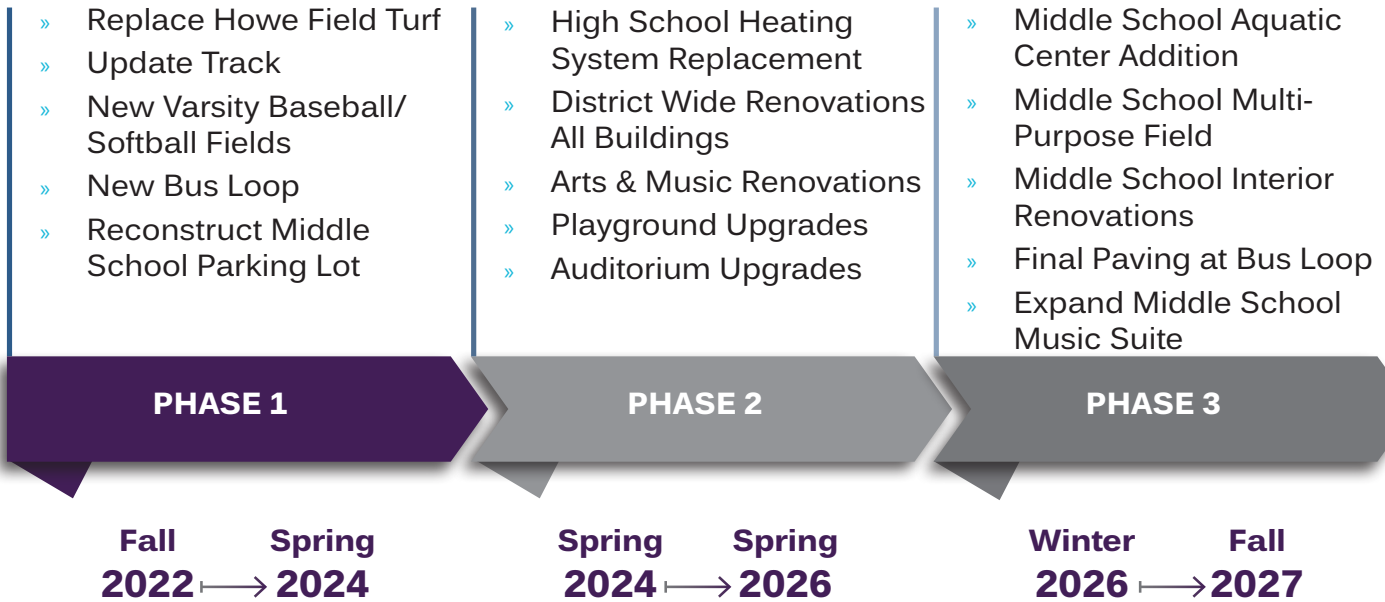 » Replace Howe Field Turf
» Update Track
» New Varsity Baseball/
Softball Fields
» New Bus Loop
» Reconstruct Middle
School Parking Lot
» High School Heating
System Replacement
» District Wide Renovations
All Buildings
» Arts & Music Renovations
» Playground Upgrades
» Auditorium Upgrades
» Middle School Aquatic
Center Addition
» Middle School Multi-
Purpose Field
» Middle School Interior
Renovations
» Final Paving at Bus Loop
» Expand Middle School
Music Suite
PHASE 1
PHASE 2
PHASE 3
Fall Spring
2022 2024
Spring Spring
2024 2026
Winter Fall
2026 2027